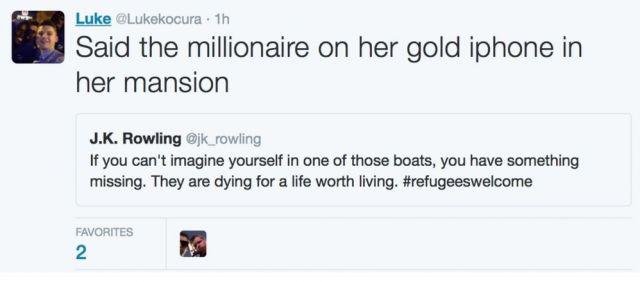 Luke @Lukekocura · 1h
Said the millionaire on her gold iphone in
her mansion
J.K. Rowling @jk_rowling
If you can't imagine yourself in one of those boats, you have something
missing. They are dying for a life worth living. #refugeeswelcome
FAVORITES
2